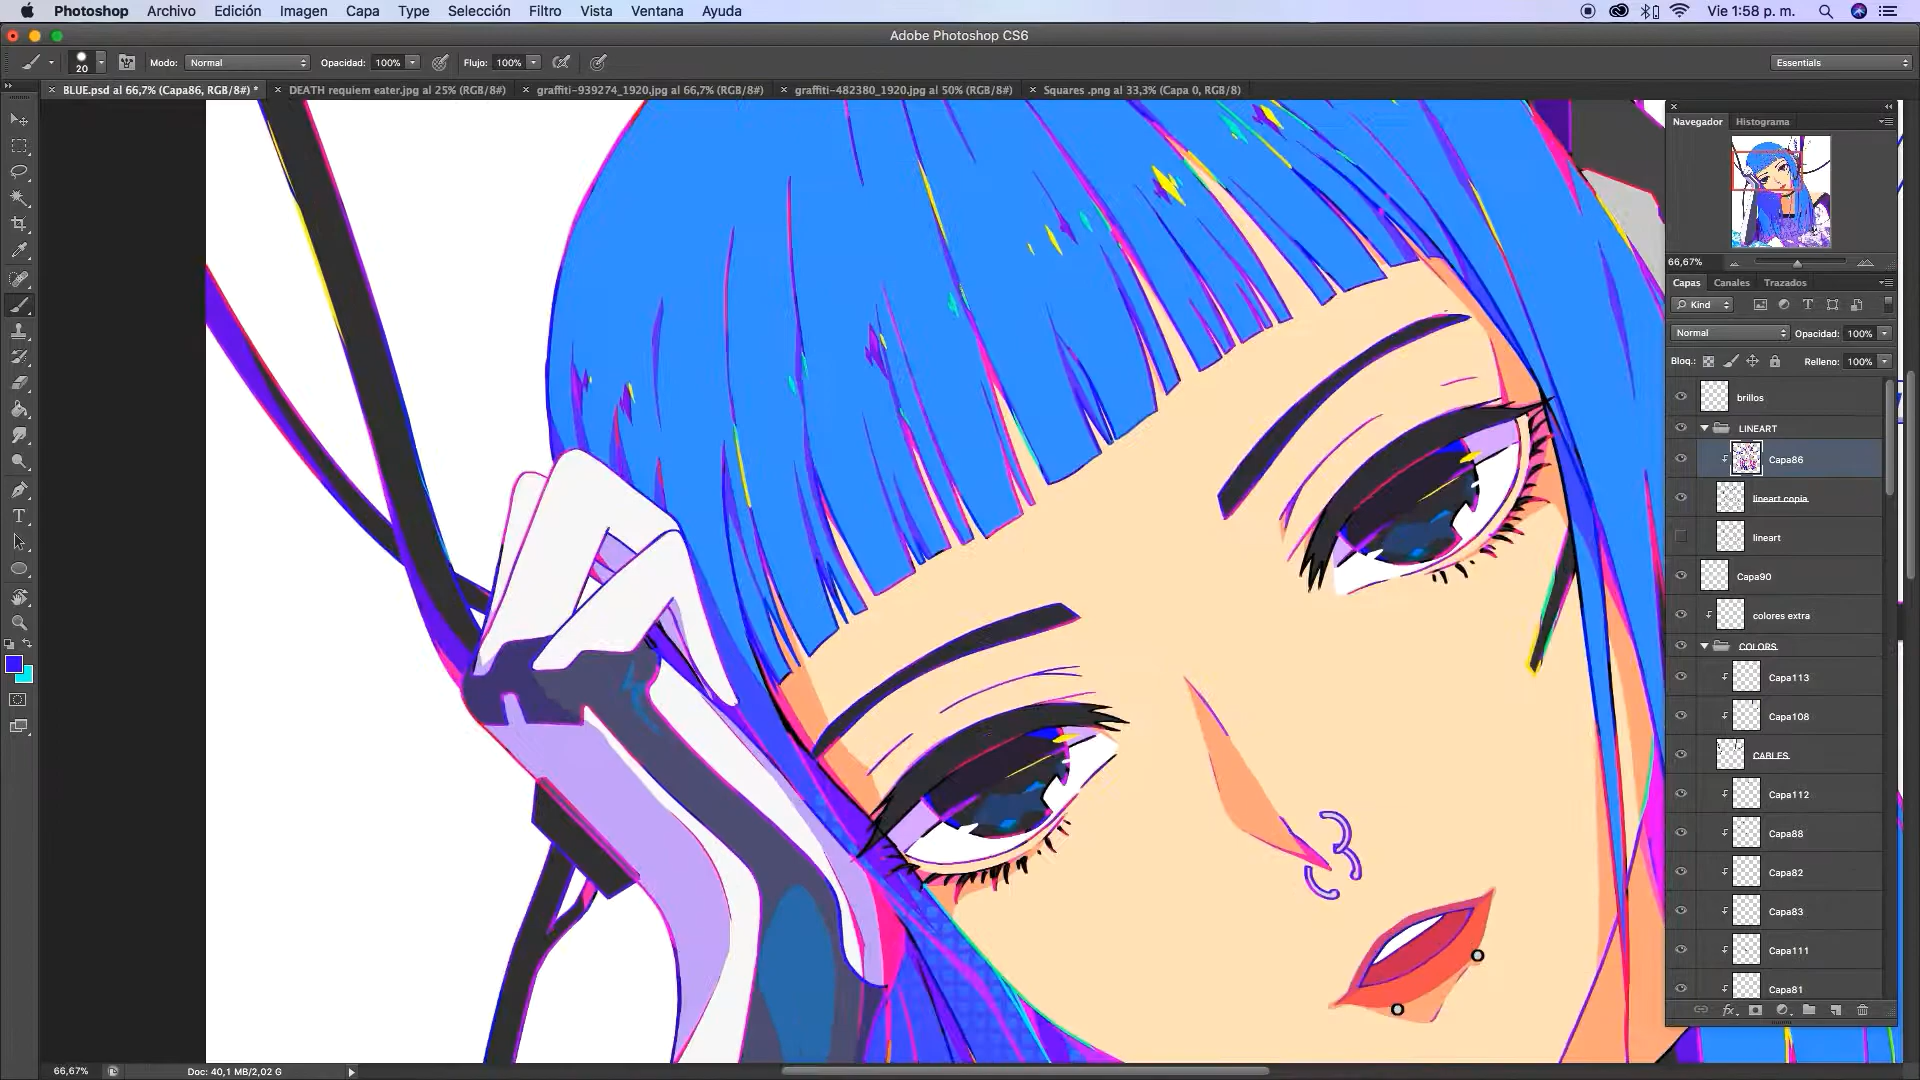 Photoshop Archivo Edición Imagen Capa Type Selección Filtro Vista Ventana Ayuda Vie 1:58 p. m.
Adobe Photoshop CS6
20 Modo: Normal Opacidad: 100% Flujo: 100% Essentials
BLUE.psd al 66,7% (Capa86, RGB/8#) * DEATH requiem eater.jpg al 25% (RGB/8#) graffiti-939274_1920.jpg al 66,7% (RGB/8#) graffiti-482380_1920.jpg al 50% (RGB/8#) Squares .png al 33,3% (Capa 0, RGB/8)
Navegador Histograma
66,67%
Capas Canales Trazados
Kind
Normal Opacidad: 100%
Bloq.: Relleno: 100%
brillos
LINEART
Capa86
lineart copia
lineart
Capa90
colores extra
COLORS
Capa113
Capa108
CABLES
Capa112
Capa88
Capa82
Capa83
Capa111
Capa81
66,67% Doc: 40,1 MB/2,02 G